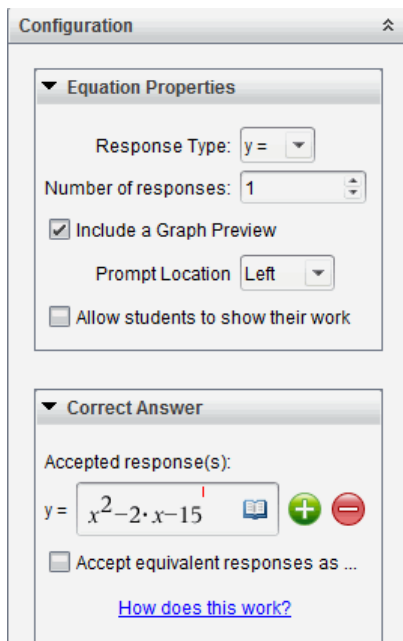 Configuration
Equation Properties
Response Type: y =
Number of responses: 1
Include a Graph Preview
Prompt Location Left
Allow students to show their work
Correct Answer
Accepted response(s):
y = x²−2·x−15
Accept equivalent responses as ...
How does this work?